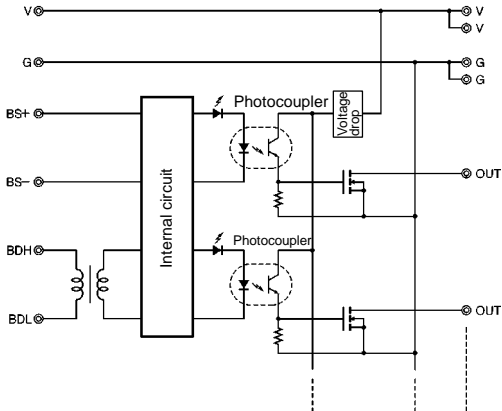 V
V
V
G
G
G
BS+
Photocoupler
Voltage drop
BS−
OUT
Internal circuit
BDH
Photocoupler
BDL
OUT